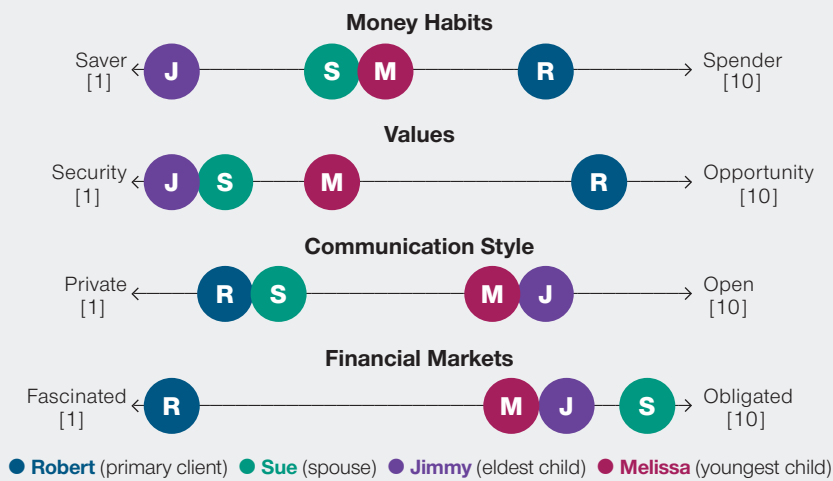 Money Habits
Saver [1] J S M R Spender [10]
Values
Security [1] J S M R Opportunity [10]
Communication Style
Private [1] R S M J Open [10]
Financial Markets
Fascinated [1] R M J S Obligated [10]
Robert (primary client) Sue (spouse) Jimmy (eldest child) Melissa (youngest child)